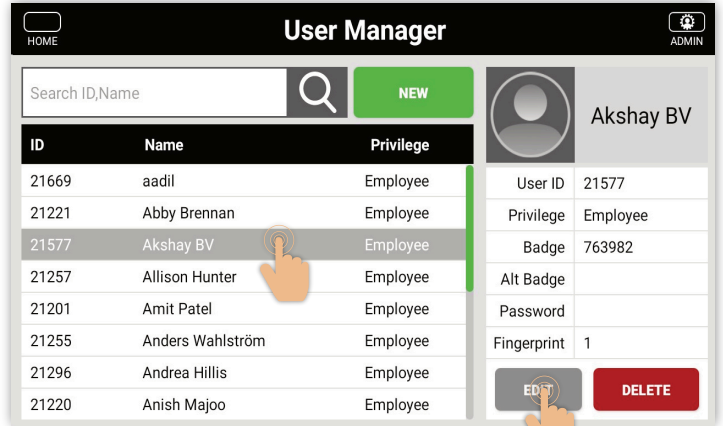 User Manager
HOME
ADMIN
Search ID,Name
NEW
ID Name Privilege
21669 aadil Employee
21221 Abby Brennan Employee
21577 Akshay BV Employee
21257 Allison Hunter Employee
21201 Amit Patel Employee
21255 Anders Wahlström Employee
21296 Andrea Hillis Employee
21220 Anish Majoo Employee
Akshay BV
User ID 21577
Privilege Employee
Badge 763982
Alt Badge
Password
Fingerprint 1
EDIT DELETE